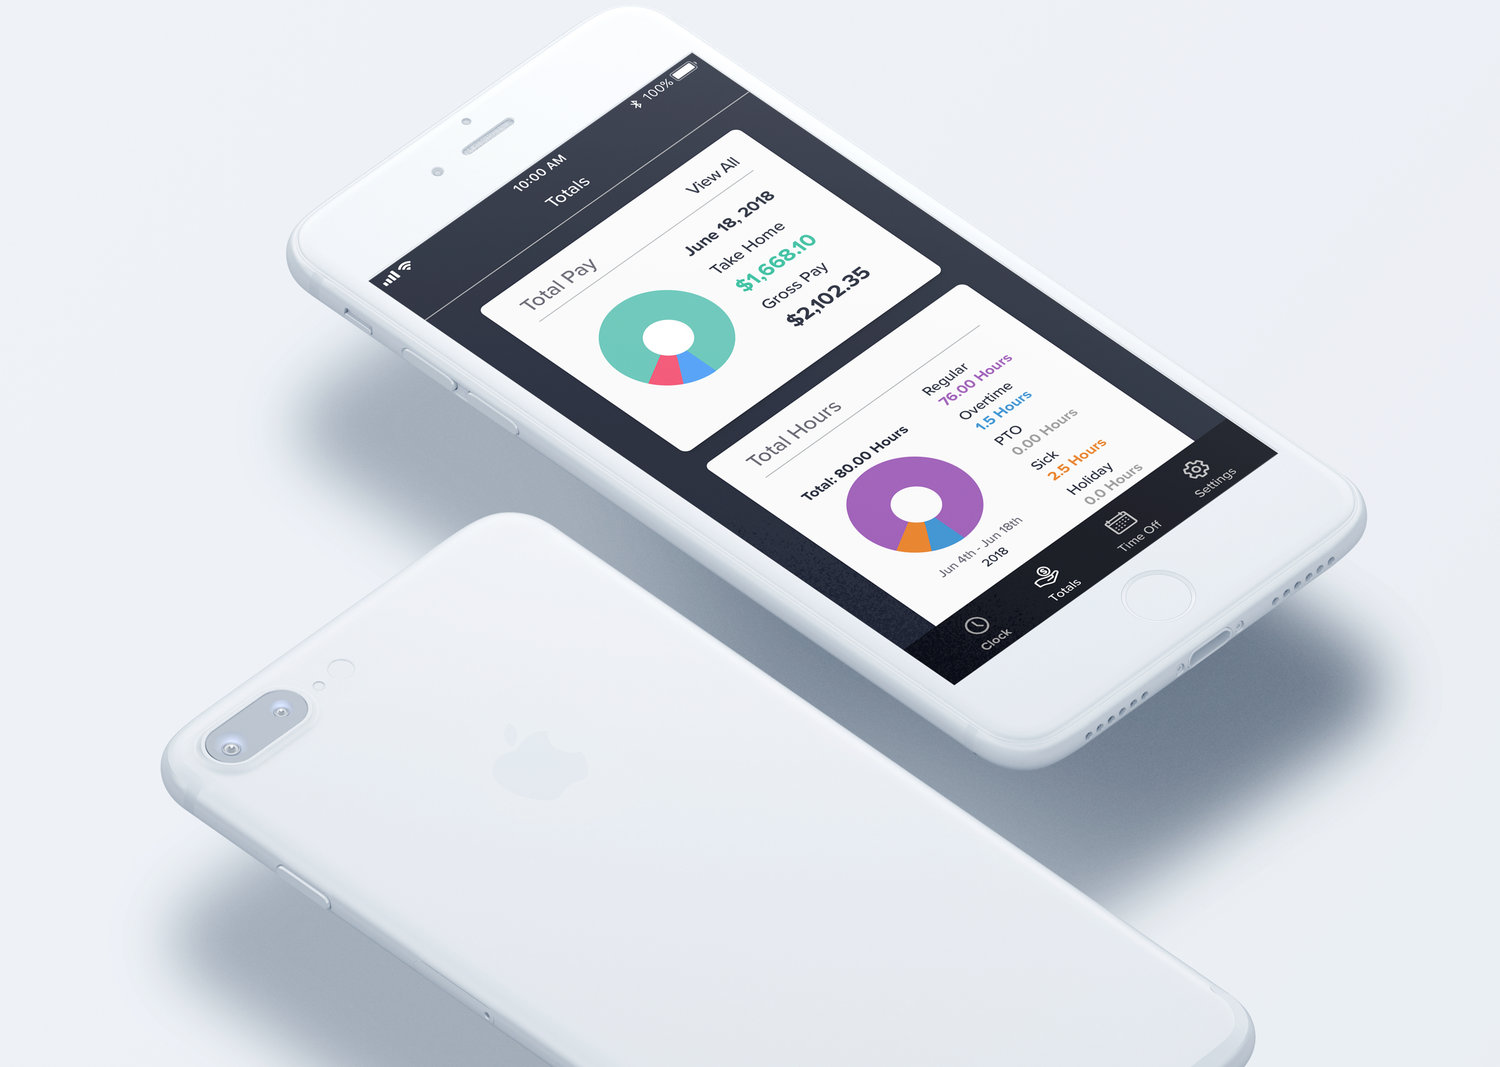 10:00 AM
100%
Totals
Total Pay
View All
June 18, 2018
Take Home
$1,668.10
Gross Pay
$2,102.35
Total Hours
Total: 80.00 Hours
Regular
76.00 Hours
Overtime
1.5 Hours
PTO
0.00 Hours
Sick
2.5 Hours
Holiday
0.0 Hours
Jun 4th - Jun 18th
2018
Clock
Totals
Time Off
Settings